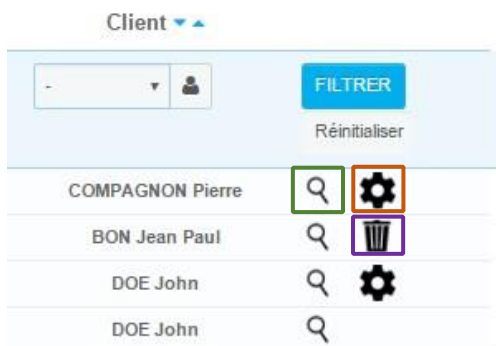 Client
-
FILTRER
Réinitialiser
COMPAGNON Pierre
BON Jean Paul
DOE John
DOE John